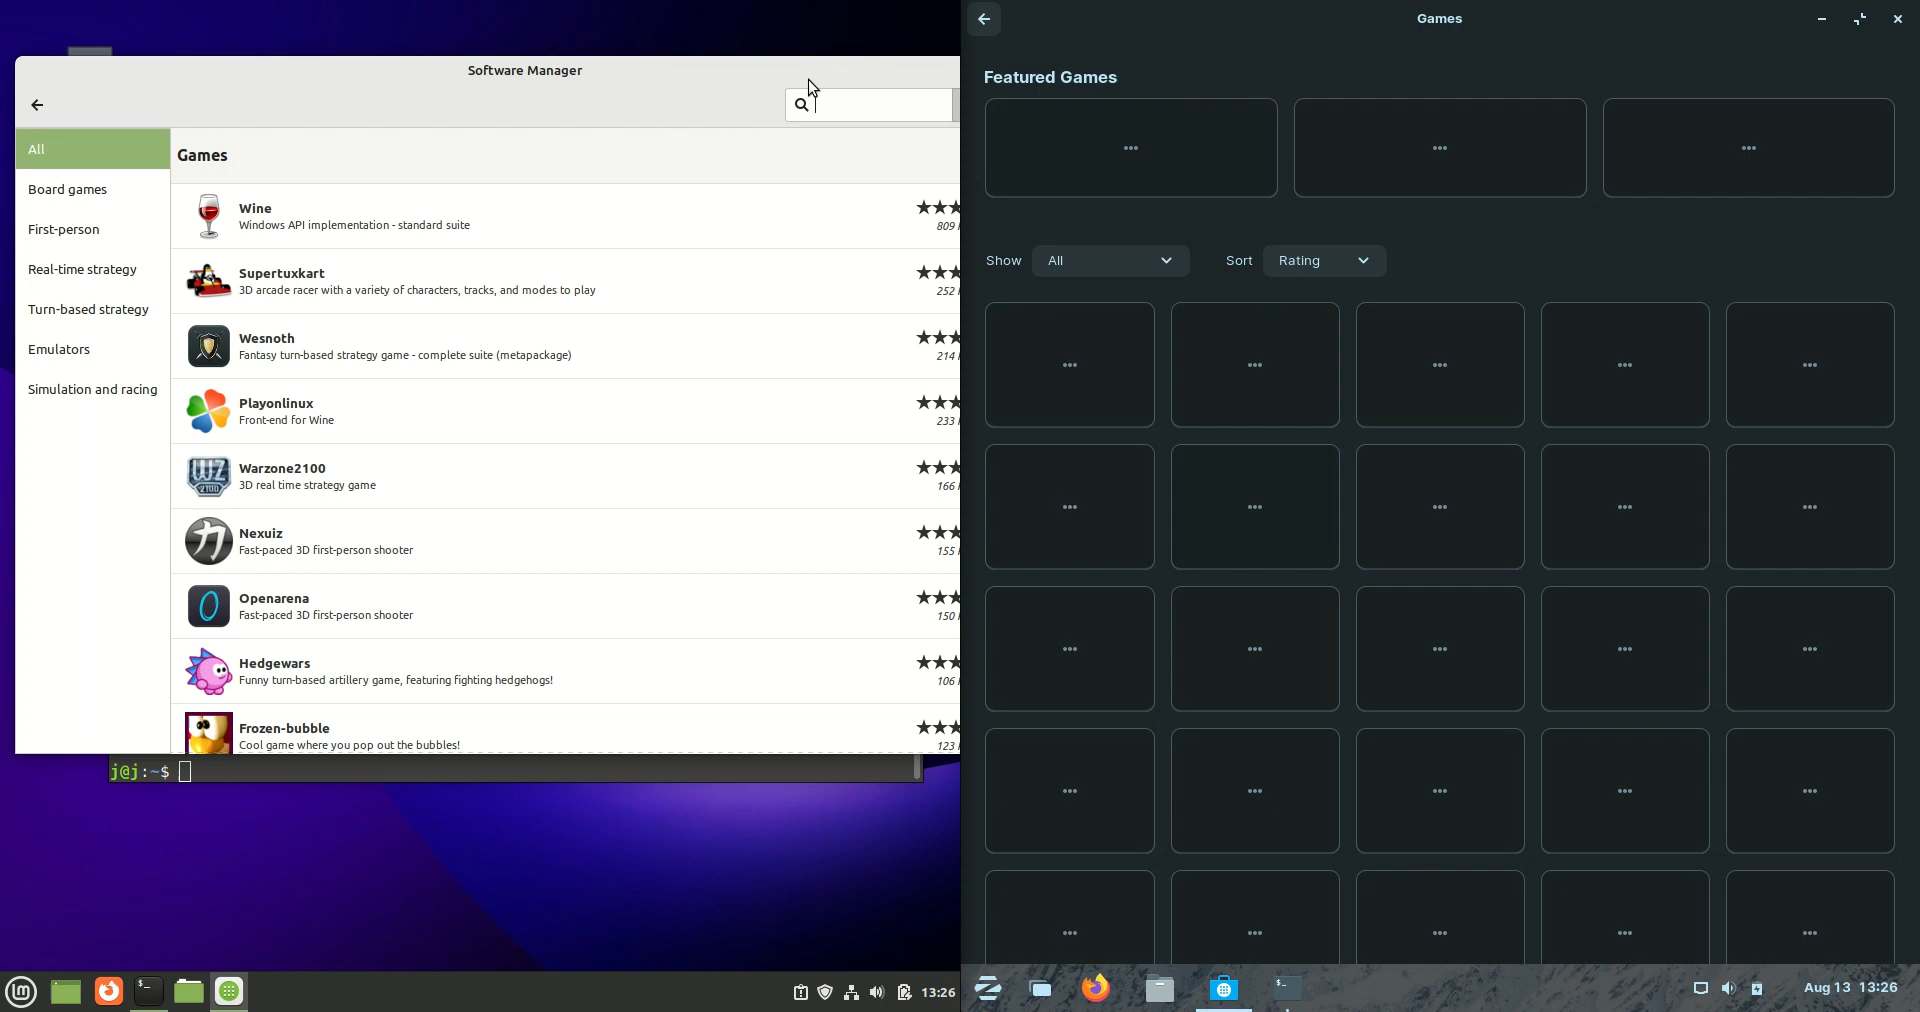 Software Manager
All
Board games
First-person
Real-time strategy
Turn-based strategy
Emulators
Simulation and racing
Games
Wine
Windows API implementation - standard suite
809
Supertuxkart
3D arcade racer with a variety of characters, tracks, and modes to play
252
Wesnoth
Fantasy turn-based strategy game - complete suite (metapackage)
214
Playonlinux
Front-end for Wine
233
Warzone2100
3D real time strategy game
166
Nexuiz
Fast-paced 3D first-person shooter
155
Openarena
Fast-paced 3D first-person shooter
150
Hedgewars
Funny turn-based artillery game, featuring fighting hedgehogs!
106
Frozen-bubble
Cool game where you pop out the bubbles!
123
WZ
2100
j@j:~$
13:26
Games
Featured Games
Show All Sort Rating
Aug 13 13:26